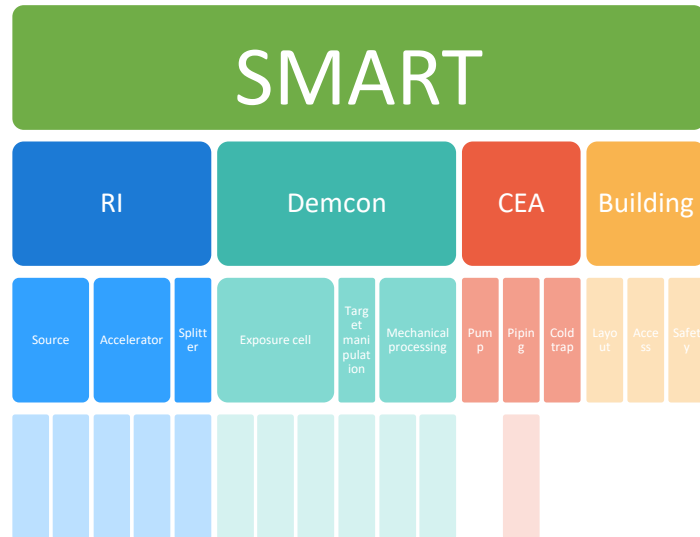 SMART
RI
Demcon
CEA
Building
Source
Accelerator
Splitt
er
Exposure cell
Targ
et
mani
pulat
ion
Mechanical
processing
Pum
p
Pipin
g
Cold
trap
Layo
ut
Acce
ss
Safet
y